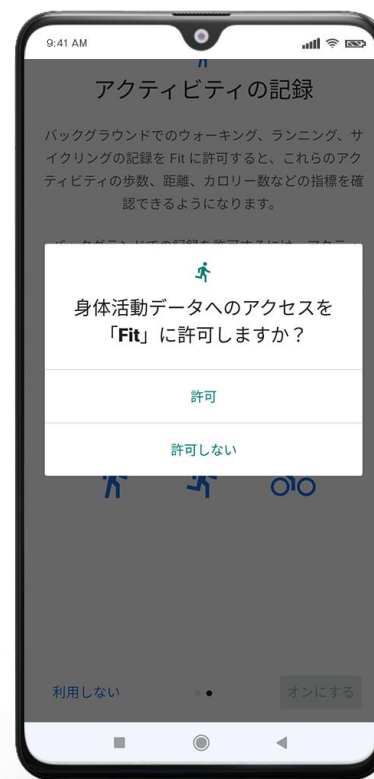 9:41 AM
アクティビティの記録
バックグラウンドでのウォーキング、ランニング、サ
イクリングの記録を Fit に許可すると、これらのアク
ティビティの歩数、距離、カロリー数などの指標を確
認できるようになります。
身体活動データへのアクセスを
「Fit」に許可しますか？
許可
許可しない
利用しない
オンにする